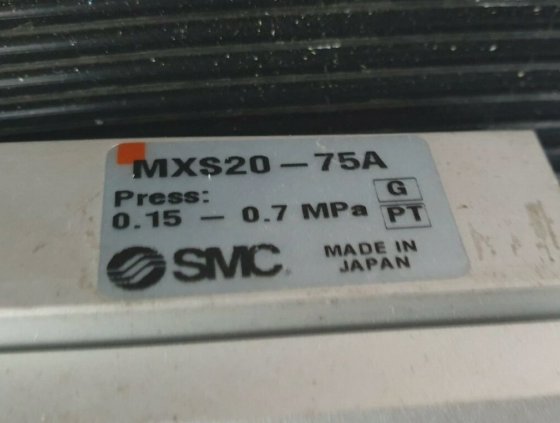 MXS20-75A
Press:
0.15 - 0.7 MPa
G
PT
SMC
MADE IN
JAPAN